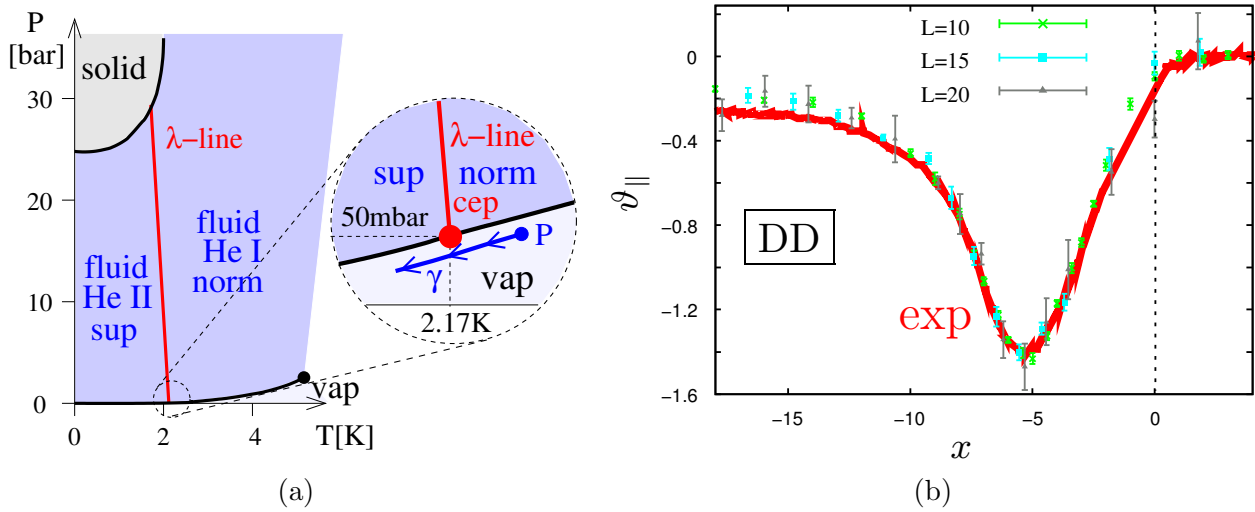 P
[bar]
solid
30
λ−line
20
fluid
He I
norm
fluid
He II
sup
10
0
0
2
4
T[K]
vap
λ−line
sup
norm
cep
50mbar
P
γ
vap
2.17K
(a)
L=10
L=15
L=20
0
−0.4
−0.8
−1.2
−1.6
ϑ∥
DD
exp
−15
−10
−5
0
x
(b)